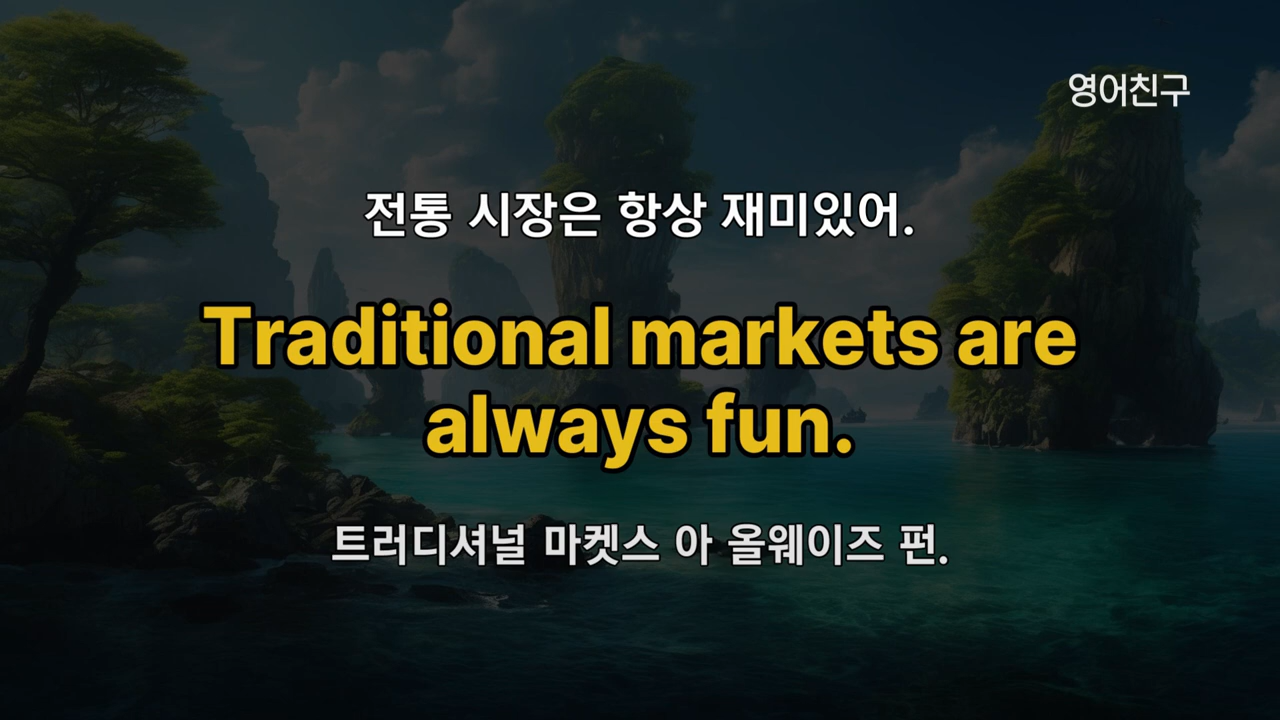 영어친구
전통 시장은 항상 재미있어.
Traditional markets are
always fun.
트러디셔널 마켓스 아 올웨이즈 펀.